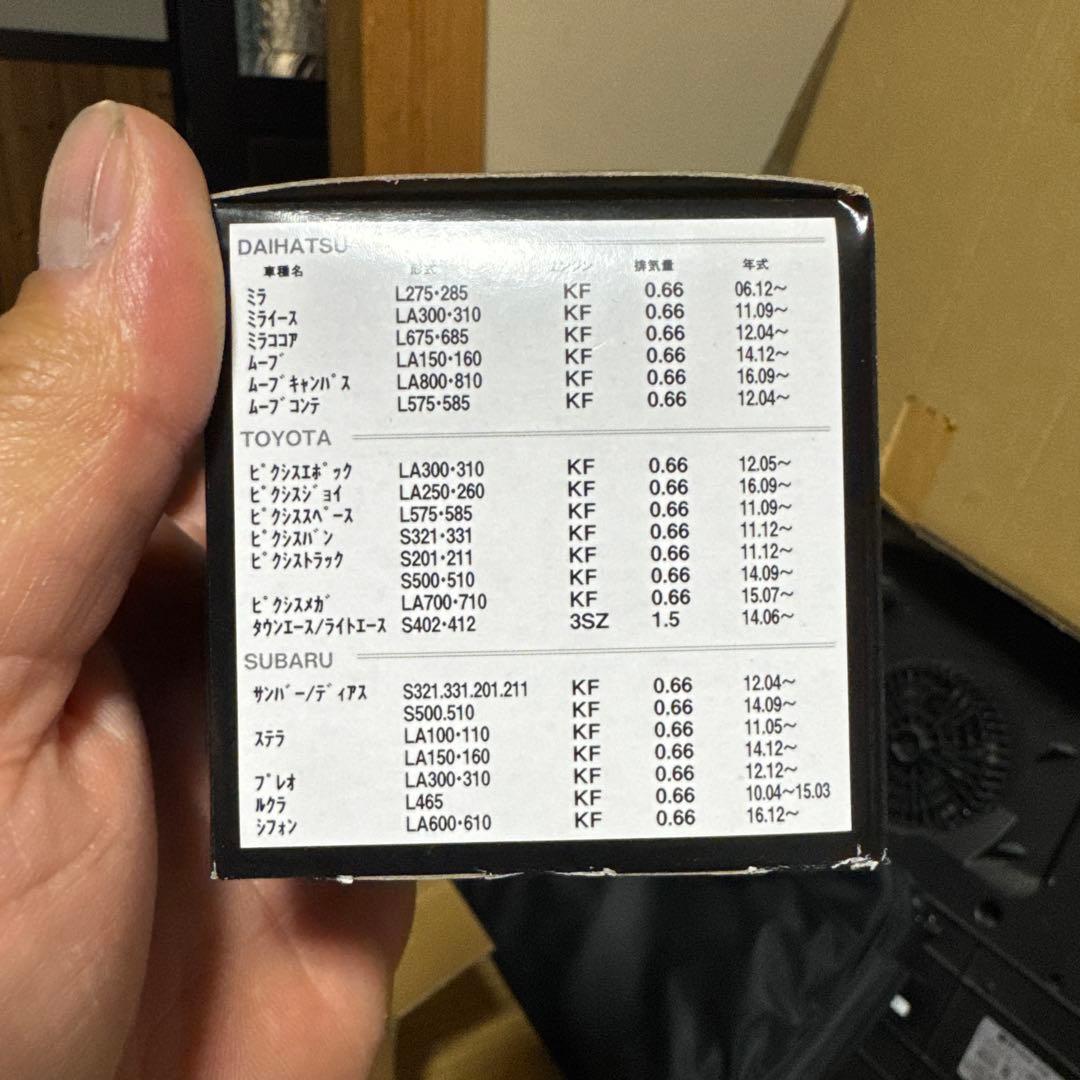 DAIHATSU
車種名 形式 エンジン 排気量 年式
ﾐﾗ L275・285 KF 0.66 06.12～
ﾐﾗｲｰｽ LA300・310 KF 0.66 11.09～
ﾐﾗｺｺｱ L675・685 KF 0.66 12.04～
ﾑｰﾌﾞ LA150・160 KF 0.66 14.12～
ﾑｰﾌﾞｷｬﾝﾊﾞｽ LA800・810 KF 0.66 16.09～
ﾑｰﾌﾞｺﾝﾃ L575・585 KF 0.66 12.04～
TOYOTA
ﾋﾟｸｼｽｴﾎﾟｯｸ LA300・310 KF 0.66 12.05～
ﾋﾟｸｼｽｼﾞｮｲ LA250・260 KF 0.66 16.09～
ﾋﾟｸｼｽｽﾍﾟｰｽ L575・585 KF 0.66 11.09～
ﾋﾟｸｼｽﾊﾞﾝ S321・331 KF 0.66 11.12～
ﾋﾟｸｼｽﾄﾗｯｸ S201・211 KF 0.66 11.12～
S500・510 KF 0.66 14.09～
ﾋﾟｸｼｽﾒｶﾞ LA700・710 KF 0.66 15.07～
ﾀｳﾝｴｰｽ/ﾗｲﾄｴｰｽ S402・412 3SZ 1.5 14.06～
SUBARU
ｻﾝﾊﾞｰ/ﾃﾞｨｱｽ S321.331.201.211 KF 0.66 12.04～
S500.510 KF 0.66 14.09～
ｽﾃﾗ LA100・110 KF 0.66 11.05～
LA150・160 KF 0.66 14.12～
ﾌﾟﾚｵ LA300・310 KF 0.66 12.12～
ﾙｸﾗ L465 KF 0.66 10.04～15.03
ｼﾌｫﾝ LA600・610 KF 0.66 16.12～